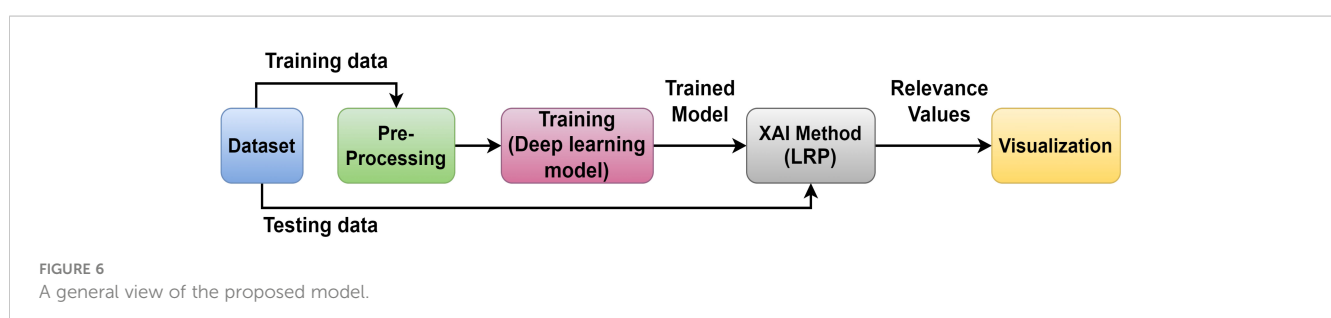 Training data
Dataset
Pre-
Processing
Training
(Deep learning
model)
Trained
Model
XAI Method
(LRP)
Relevance
Values
Visualization
Testing data
FIGURE 6
A general view of the proposed model.